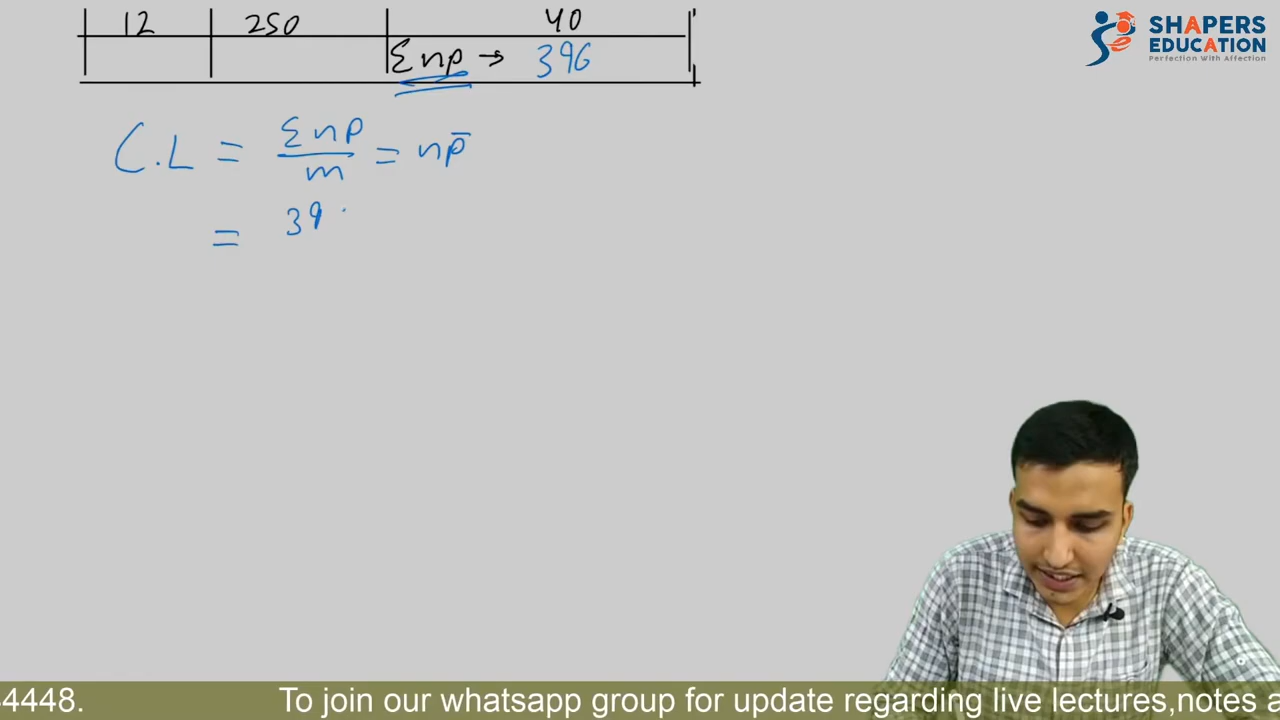 12 250 40
Σnp → 396
C.L = Σnp/m = np̄
= 39
SHAPERS
EDUCATION
Perfection With Affection
4448. To join our whatsapp group for update regarding live lectures,notes a